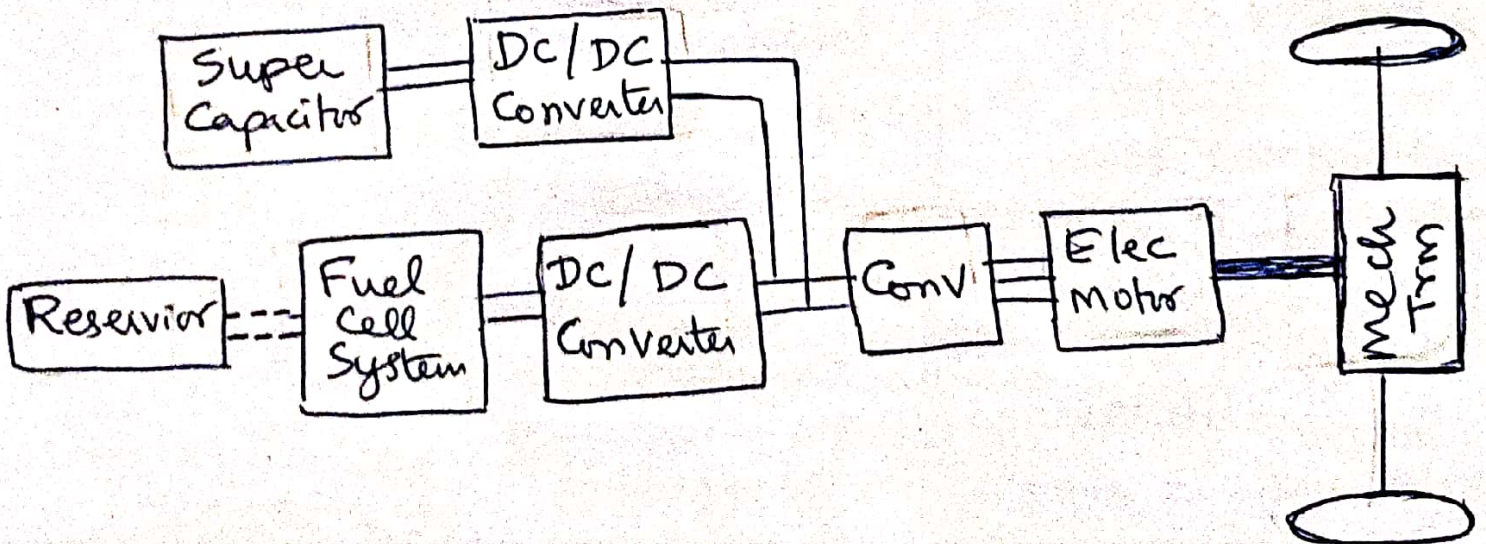 Super
Capacitor
DC/DC
Converter
Reservior
Fuel
Cell
System
DC/DC
Converter
Conv
Elec
Motor
Mech
Trm